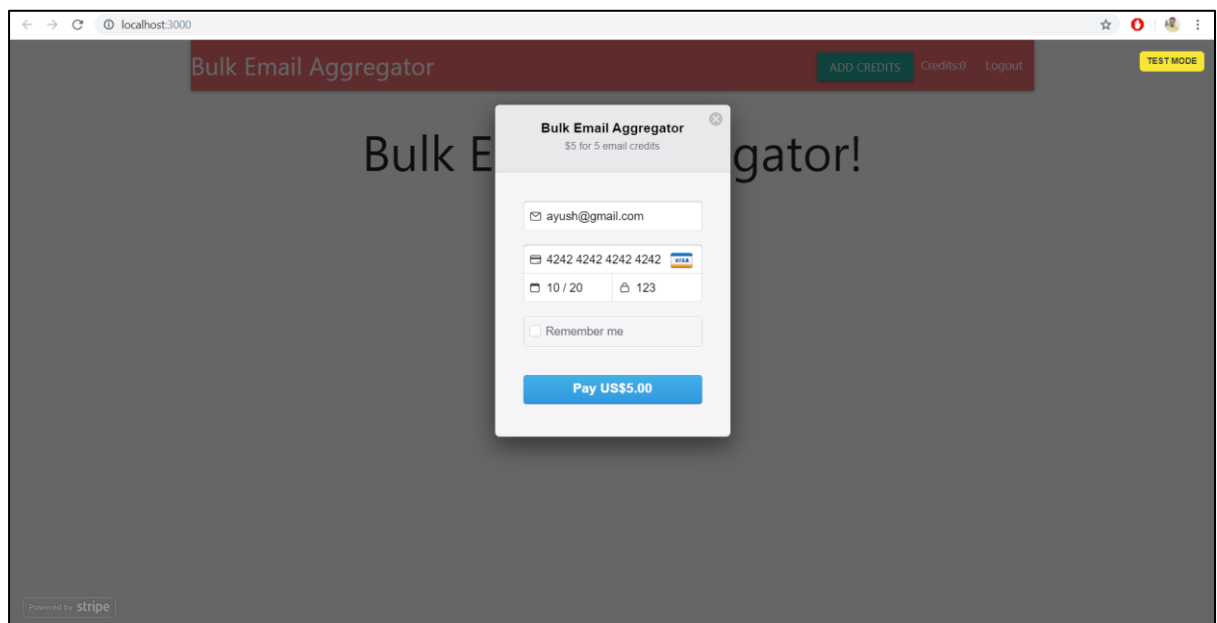 localhost:3000
Bulk Email Aggregator
ADD CREDITS Credits:0 Logout
TEST MODE
Bulk E
gator!
Bulk Email Aggregator
$5 for 5 email credits
ayush@gmail.com
4242 4242 4242 4242 VISA
10 / 20 123
Remember me
Pay US$5.00
Powered by stripe